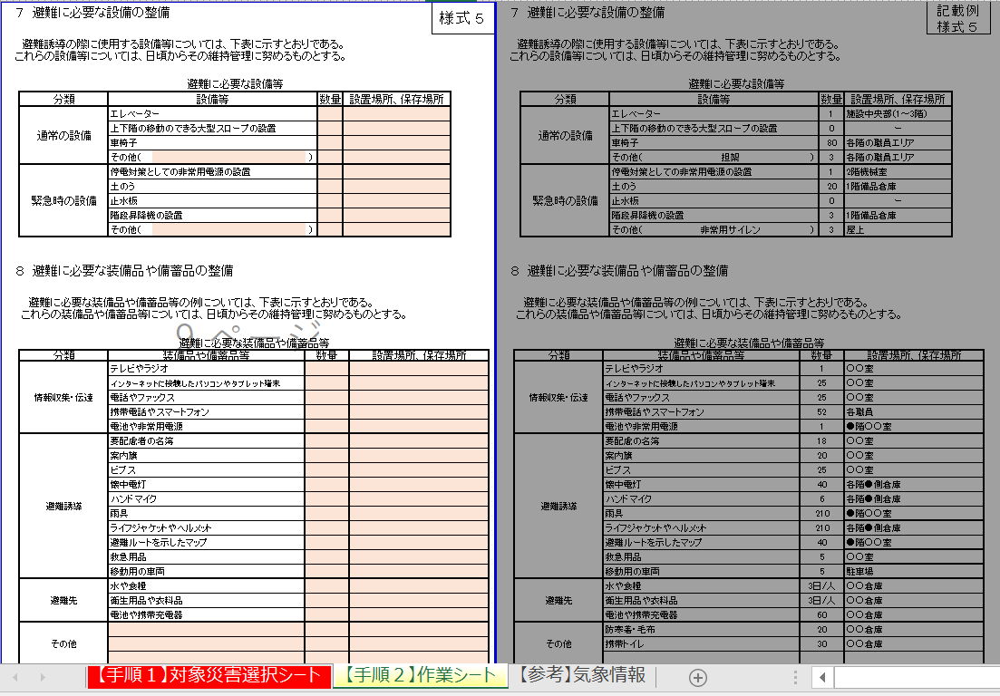 7 避難に必要な設備の整備
様式5
避難誘導の際に使用する設備等については、下表に示すとおりである。
これらの設備等については、日頃からその維持管理に努めるものとする。
避難に必要な設備等
分類 設備等 数量 設置場所、保存場所
通常の設備
エレベーター
上下階の移動のできる大型スロープの設置
車椅子
その他( )
緊急時の設備
停電対策としての非常用電源の設置
土のう
止水板
階段昇降機の設置
その他( )
8 避難に必要な装備品や備蓄品の整備
避難に必要な装備品や備蓄品等の例については、下表に示すとおりである。
これらの装備品や備蓄品等については、日頃からその維持管理に努めるものとする。
9 ページ
避難に必要な装備品や備蓄品等
分類 装備品や備蓄品等 数量 設置場所、保存場所
情報収集・伝達
テレビやラジオ
インターネットに接続したパソコンやタブレット端末
電話やファックス
携帯電話やスマートフォン
電池や非常用電源
避難誘導
要配慮者の名簿
案内旗
ビブス
懐中電灯
ハンドマイク
雨具
ライフジャケットやヘルメット
避難ルートを示したマップ
救急用品
移動用の車両
避難先
水や食糧
衛生用品や衣料品
電池や携帯充電器
その他
7 避難に必要な設備の整備
記載例
様式5
避難誘導の際に使用する設備等については、下表に示すとおりである。
これらの設備等については、日頃からその維持管理に努めるものとする。
避難に必要な設備等
分類 設備等 数量 設置場所、保存場所
通常の設備
エレベーター 1 施設中央部(1～3階)
上下階の移動のできる大型スロープの設置 0 ー
車椅子 80 各階の職員エリア
その他( 担架 ) 3 各階の職員エリア
緊急時の設備
停電対策としての非常用電源の設置 1 2階機械室
土のう 20 1階備品倉庫
止水板 0 ー
階段昇降機の設置 3 1階備品倉庫
その他( 非常用サイレン ) 3 屋上
8 避難に必要な装備品や備蓄品の整備
避難に必要な装備品や備蓄品等の例については、下表に示すとおりである。
これらの装備品や備蓄品等については、日頃からその維持管理に努めるものとする。
避難に必要な装備品や備蓄品等
分類 装備品や備蓄品等 数量 設置場所、保存場所
情報収集・伝達
テレビやラジオ 1 〇〇室
インターネットに接続したパソコンやタブレット端末 25 〇〇室
電話やファックス 25 〇〇室
携帯電話やスマートフォン 52 各職員
電池や非常用電源 1 ●階〇〇室
避難誘導
要配慮者の名簿 18 〇〇室
案内旗 20 〇〇室
ビブス 25 〇〇室
懐中電灯 40 各階●側倉庫
ハンドマイク 6 各階●側倉庫
雨具 210 ●階〇〇室
ライフジャケットやヘルメット 210 各階●側倉庫
避難ルートを示したマップ 40 ●階〇〇室
救急用品 5 〇〇室
移動用の車両 5 駐車場
避難先
水や食糧 3日/人 〇〇倉庫
衛生用品や衣料品 3日/人 〇〇倉庫
電池や携帯充電器 60 〇〇倉庫
その他
防寒着・毛布 20 〇〇倉庫
携帯トイレ 30 〇〇倉庫
【手順１】対象災害選択シート 【手順２】作業シート 【参考】気象情報